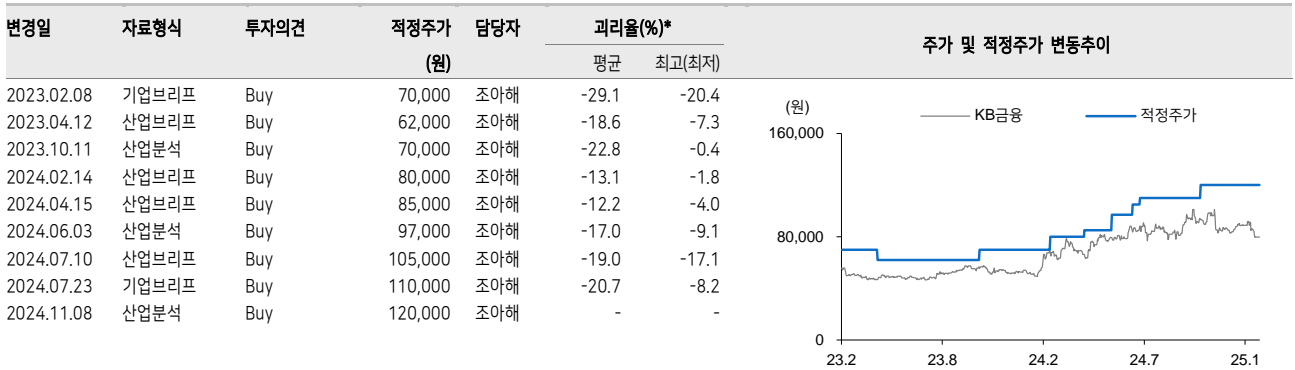 변경일 자료형식 투자의견 적정주가 담당자 괴리율(%)* 주가 및 적정주가 변동추이
(원) 평균 최고(최저)
2023.02.08 기업브리프 Buy 70,000 조아해 -29.1 -20.4
2023.04.12 산업브리프 Buy 62,000 조아해 -18.6 -7.3
2023.10.11 산업분석 Buy 70,000 조아해 -22.8 -0.4
2024.02.14 산업브리프 Buy 80,000 조아해 -13.1 -1.8
2024.04.15 산업브리프 Buy 85,000 조아해 -12.2 -4.0
2024.06.03 산업분석 Buy 97,000 조아해 -17.0 -9.1
2024.07.10 산업브리프 Buy 105,000 조아해 -19.0 -17.1
2024.07.23 기업브리프 Buy 110,000 조아해 -20.7 -8.2
2024.11.08 산업분석 Buy 120,000 조아해 - -
(원) KB금융 적정주가
160,000
80,000
0
23.2 23.8 24.2 24.7 25.1